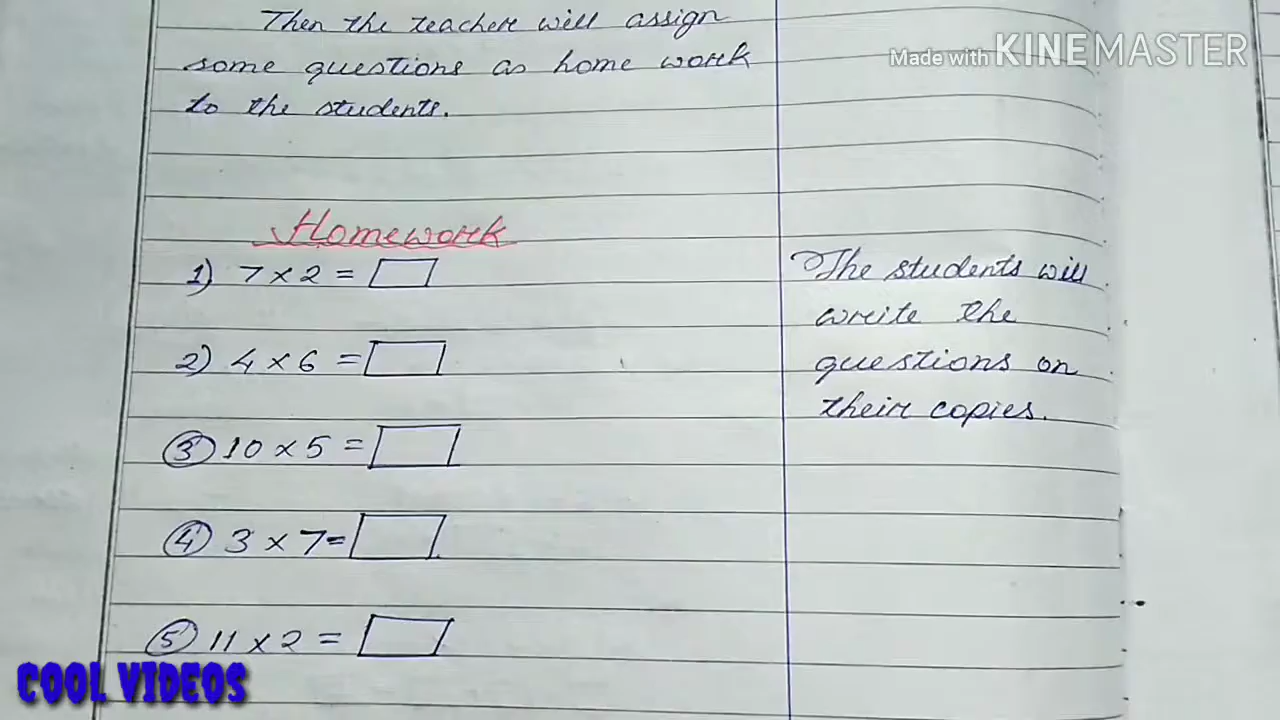 Then the teacher will assign
some questions as home work
to the students.
Made with KINEMASTER
Homework
1) 7 × 2 =
2) 4 × 6 =
3 10 × 5 =
4 3 × 7 =
5 11 × 2 =
The students will
write the
questions on
their copies.
COOL VIDEOS